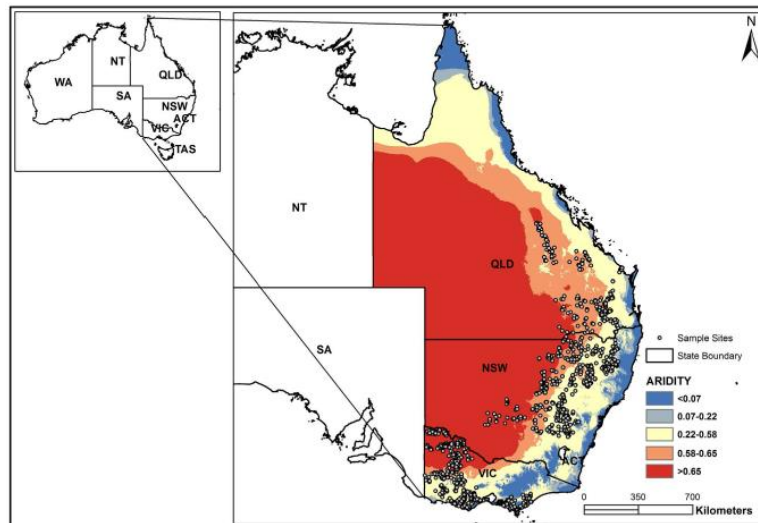 N
NT
WA
QLD
SA
NSW
ACT
VIC
TAS
NT
QLD
SA
NSW
ACT
VIC
Sample Sites
State Boundary
ARIDITY
<0.07
0.07-0.22
0.22-0.58
0.58-0.65
>0.65
0 350 700
Kilometers